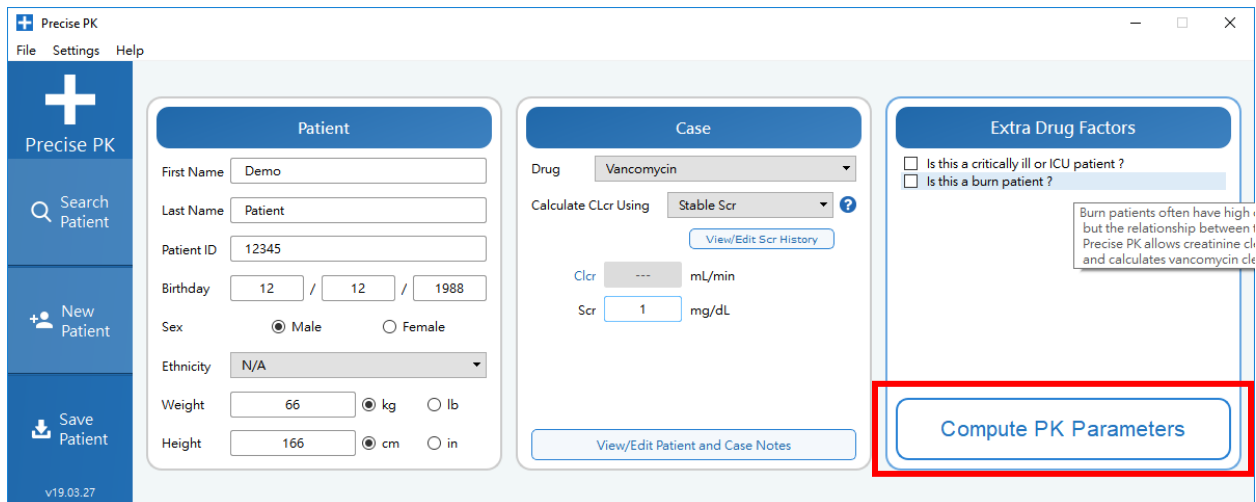 Precise PK
File Settings Help
Precise PK
Search
Patient
New
Patient
Save
Patient
v19.03.27
Patient
First Name Demo
Last Name Patient
Patient ID 12345
Birthday 12 / 12 / 1988
Sex Male Female
Ethnicity N/A
Weight 66 kg lb
Height 166 cm in
Case
Drug Vancomycin
Calculate CLcr Using Stable Scr ?
View/Edit Scr History
Clcr --- mL/min
Scr 1 mg/dL
View/Edit Patient and Case Notes
Extra Drug Factors
Is this a critically ill or ICU patient ?
Is this a burn patient ?
Burn patients often have high
but the relationship between
Precise PK allows creatinine
and calculates vancomycin
Compute PK Parameters